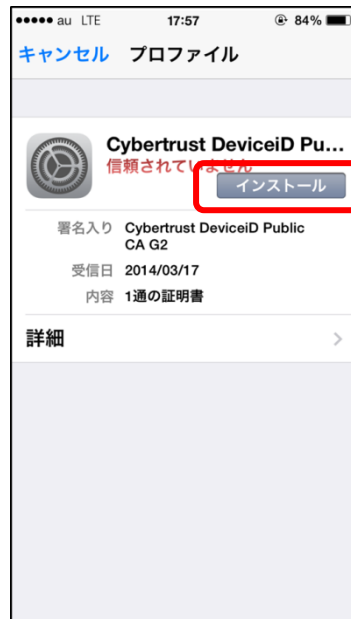 au LTE 17:57 84%
キャンセル プロファイル
Cybertrust DeviceiD Pu...
信頼されていません
インストール
署名入り Cybertrust DeviceiD Public
CA G2
受信日 2014/03/17
内容 1通の証明書
詳細